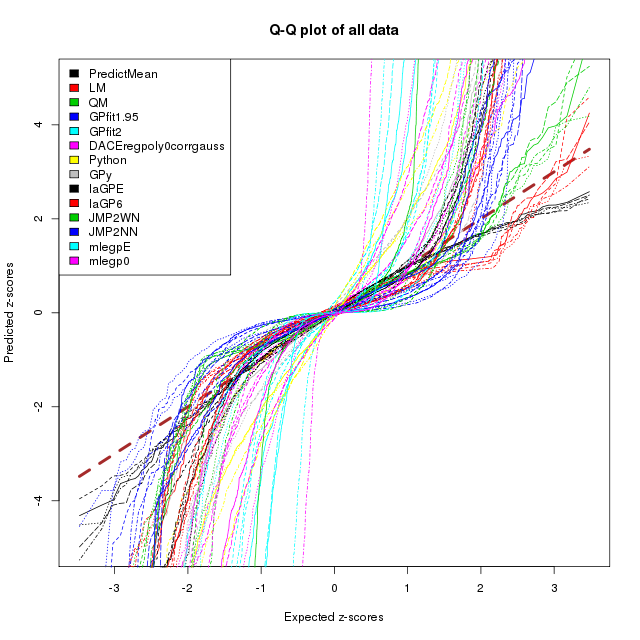 Q-Q plot of all data
PredictMean
LM
QM
GPfit1.95
GPfit2
DACEregpoly0corrgauss
Python
GPy
laGPE
laGP6
JMP2WN
JMP2NN
mlegpE
mlegp0
4
2
0
-2
-4
Predicted z-scores
-3 -2 -1 0 1 2 3
Expected z-scores